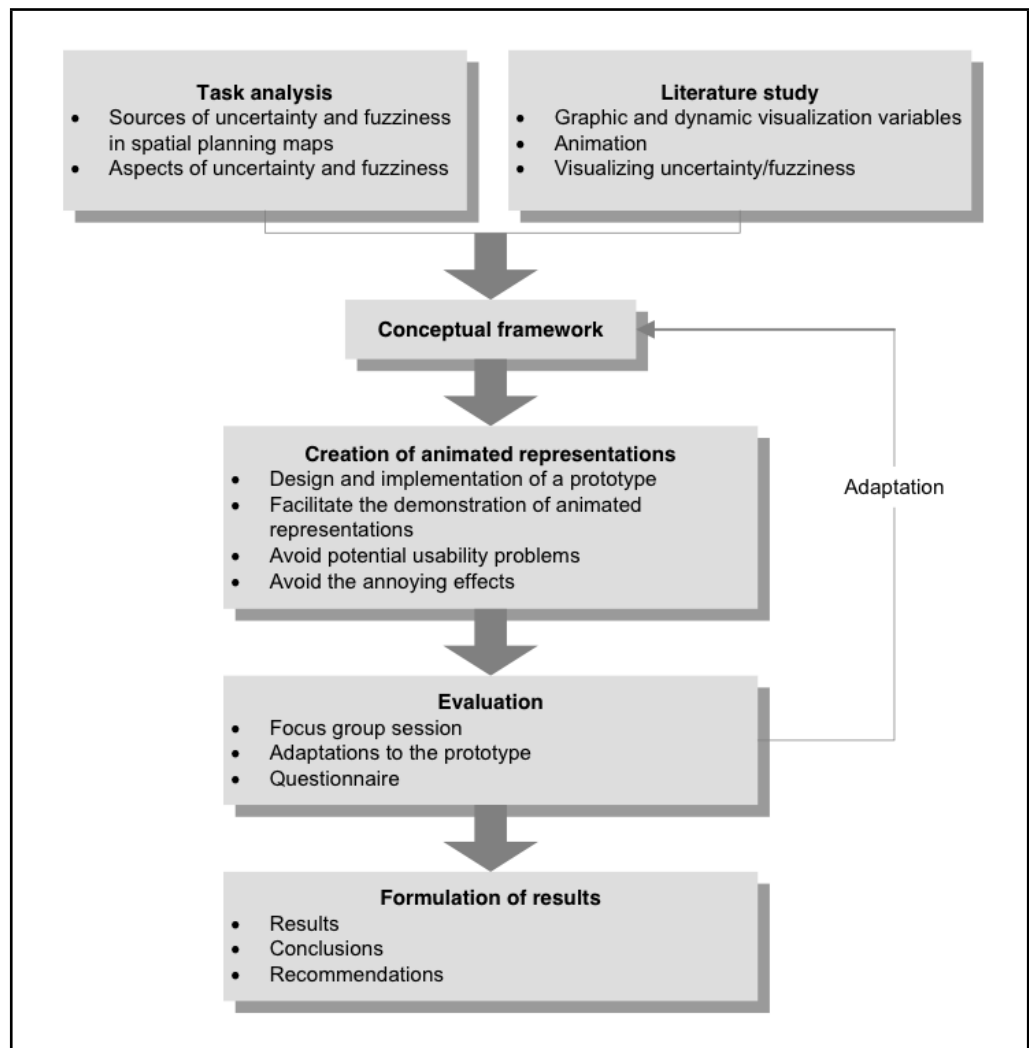 Task analysis
• Sources of uncertainty and fuzziness
in spatial planning maps
• Aspects of uncertainty and fuzziness
Literature study
• Graphic and dynamic visualization variables
• Animation
• Visualizing uncertainty/fuzziness
Conceptual framework
Creation of animated representations
• Design and implementation of a prototype
• Facilitate the demonstration of animated
representations
• Avoid potential usability problems
• Avoid the annoying effects
Adaptation
Evaluation
• Focus group session
• Adaptations to the prototype
• Questionnaire
Formulation of results
• Results
• Conclusions
• Recommendations